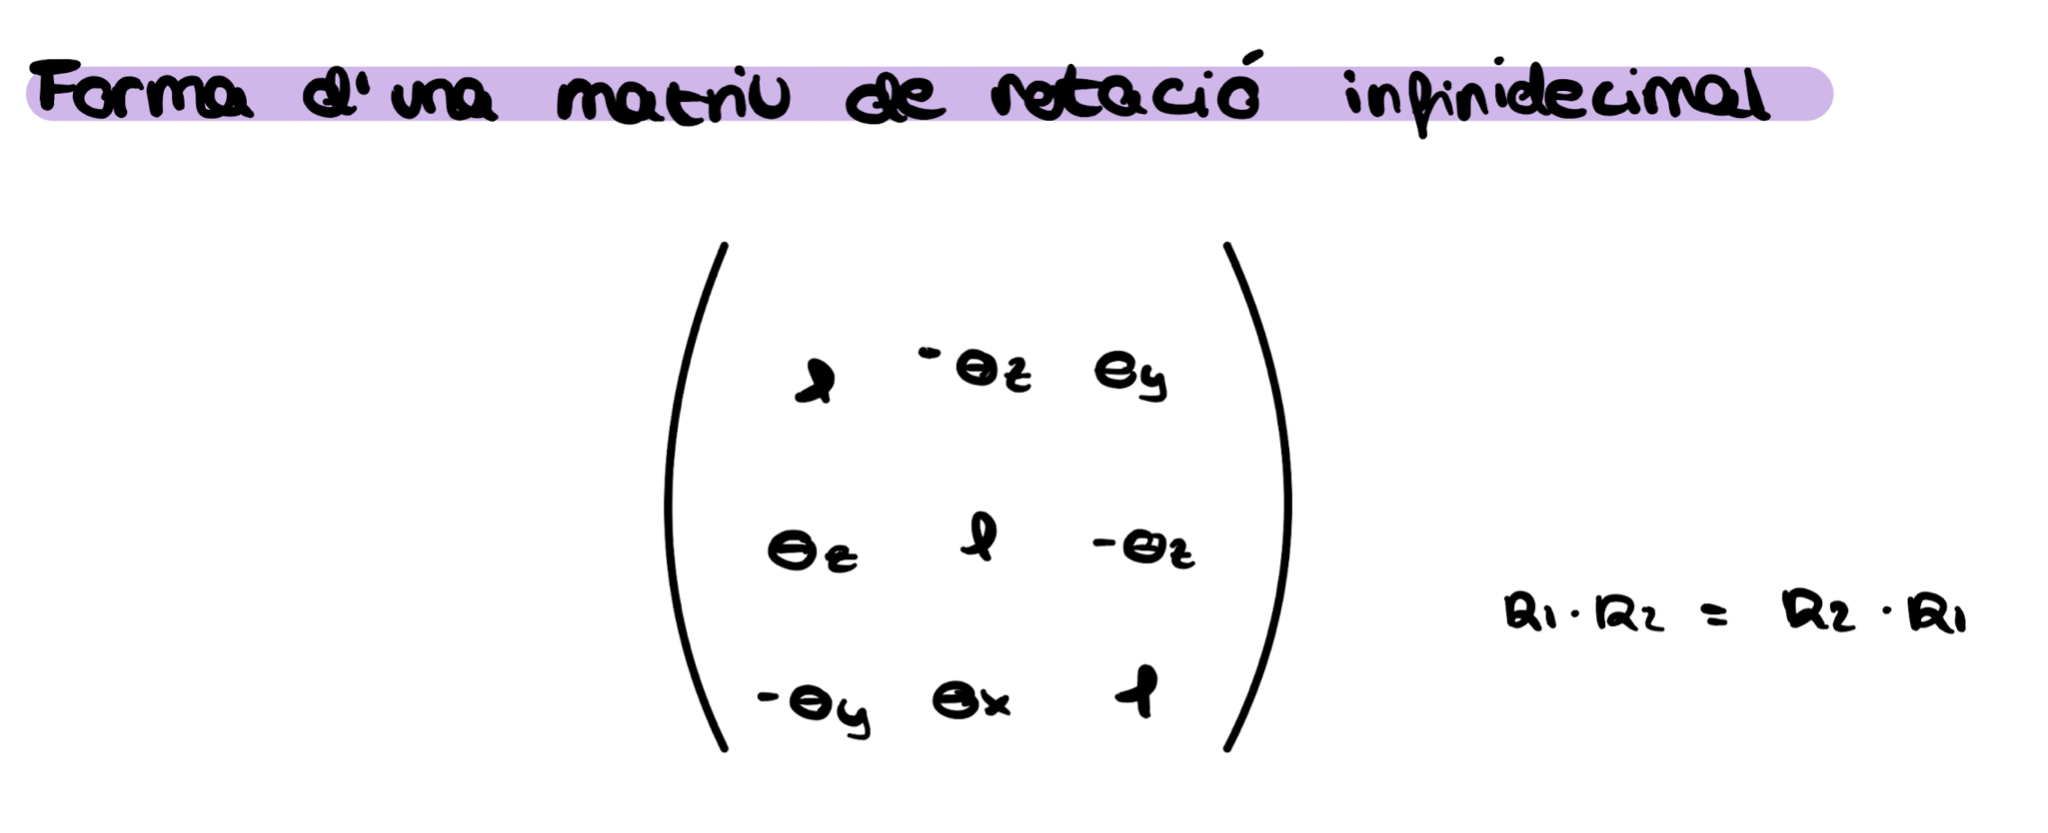 Forma d'una matriu de rotació infinidecimal
1 -θz θy
θz 1 -θz
-θy θx 1
R1 · R2 = R2 · R1